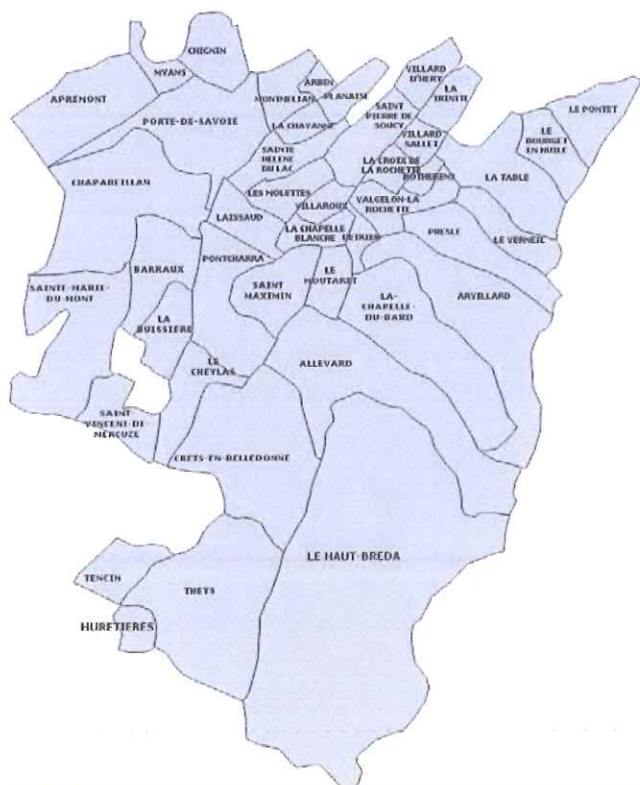 CHIGNIN
MYANS
APREMONT
PORTE-DE-SAVOIE
ARBIN
MONTMELIAN
PLANAISE
LA CHAVANNE
VILLARD
D'HERY
LA
TRINITE
SAINT
PIERRE DE
SOUCY
VILLARD
SALLET
LE PONTET
LE
BOURGET
EN HUILE
SAINTE
HELENE
DU LAC
LA CROIX DE
LA ROCHETTE
ROTHERENS
LA TABLE
CHAPAREILLAN
LES MOLETTES
VILLAROUX
VALGELON-LA
ROCHETTE
LAISSAUD
LA CHAPELLE
BLANCHE
DETRIER
PRESLE
LE VERNEIL
PONTCHARRA
BARRAUX
SAINTE-MARIE-
DU-MONT
SAINT
MAXIMIN
LE
MOUTARET
LA-
CHAPELLE-
DU-BARD
ARVILLARD
LA
BUISSIERE
LE
CHEYLAS
ALLEVARD
SAINT
VINCENT-DE-
MERCUZE
CRETS-EN-BELLEDONNE
LE HAUT-BREDA
TENCIN
THEYS
HURETIERES